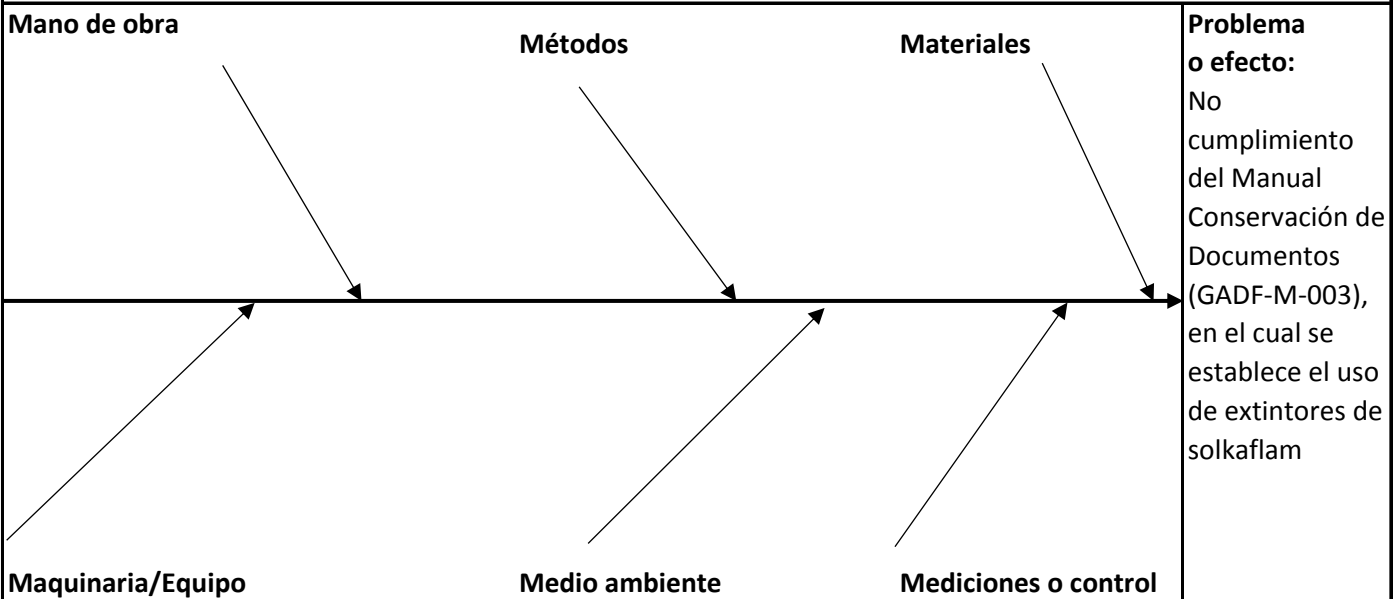 Mano de obra
Métodos
Materiales
Problema
o efecto:
No
cumplimiento
del Manual
Conservación de
Documentos
(GADF-M-003),
en el cual se
establece el uso
de extintores de
solkaflam
Maquinaria/Equipo
Medio ambiente
Mediciones o control